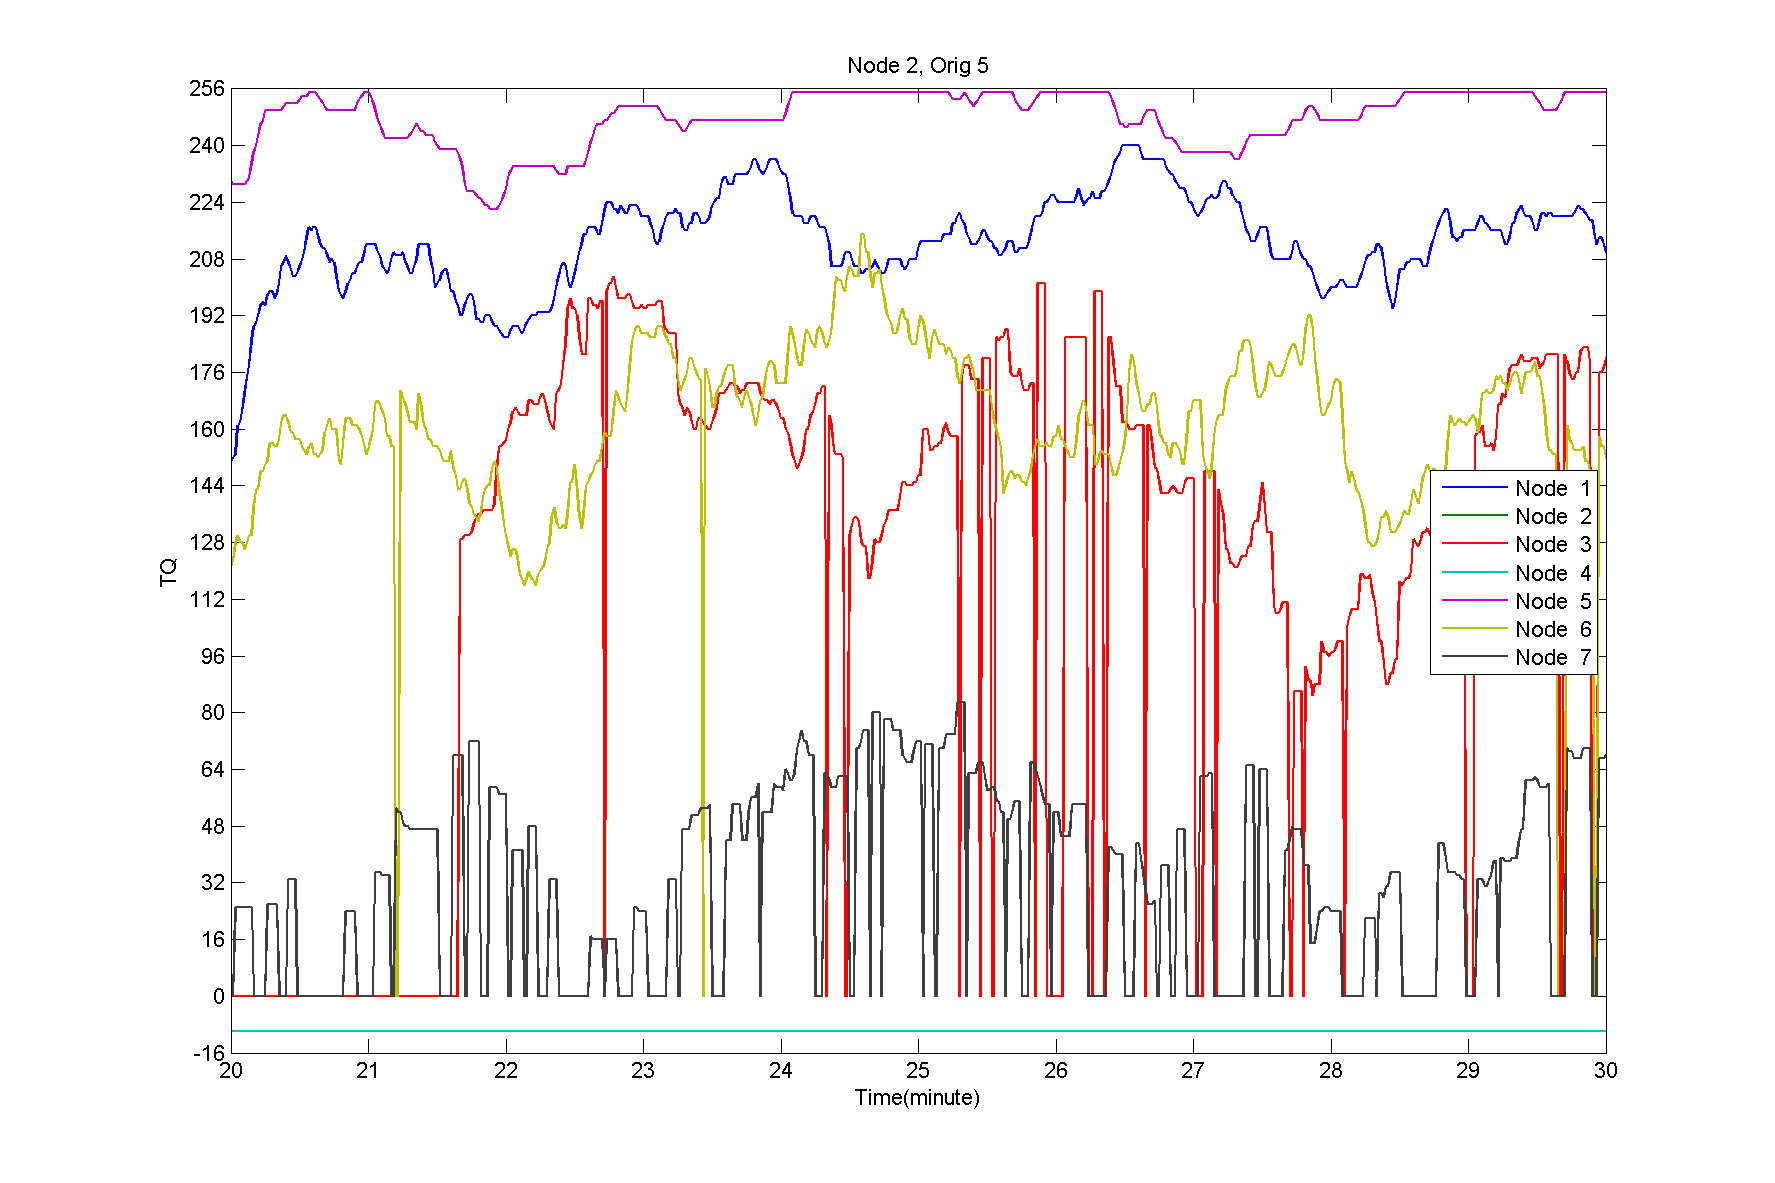 Node 2, Orig 5
256
240
224
208
192
176
160
144
128
112
96
80
64
48
32
16
0
-16
TQ
Node 1
Node 2
Node 3
Node 4
Node 5
Node 6
Node 7
20 21 22 23 24 25 26 27 28 29 30
Time(minute)